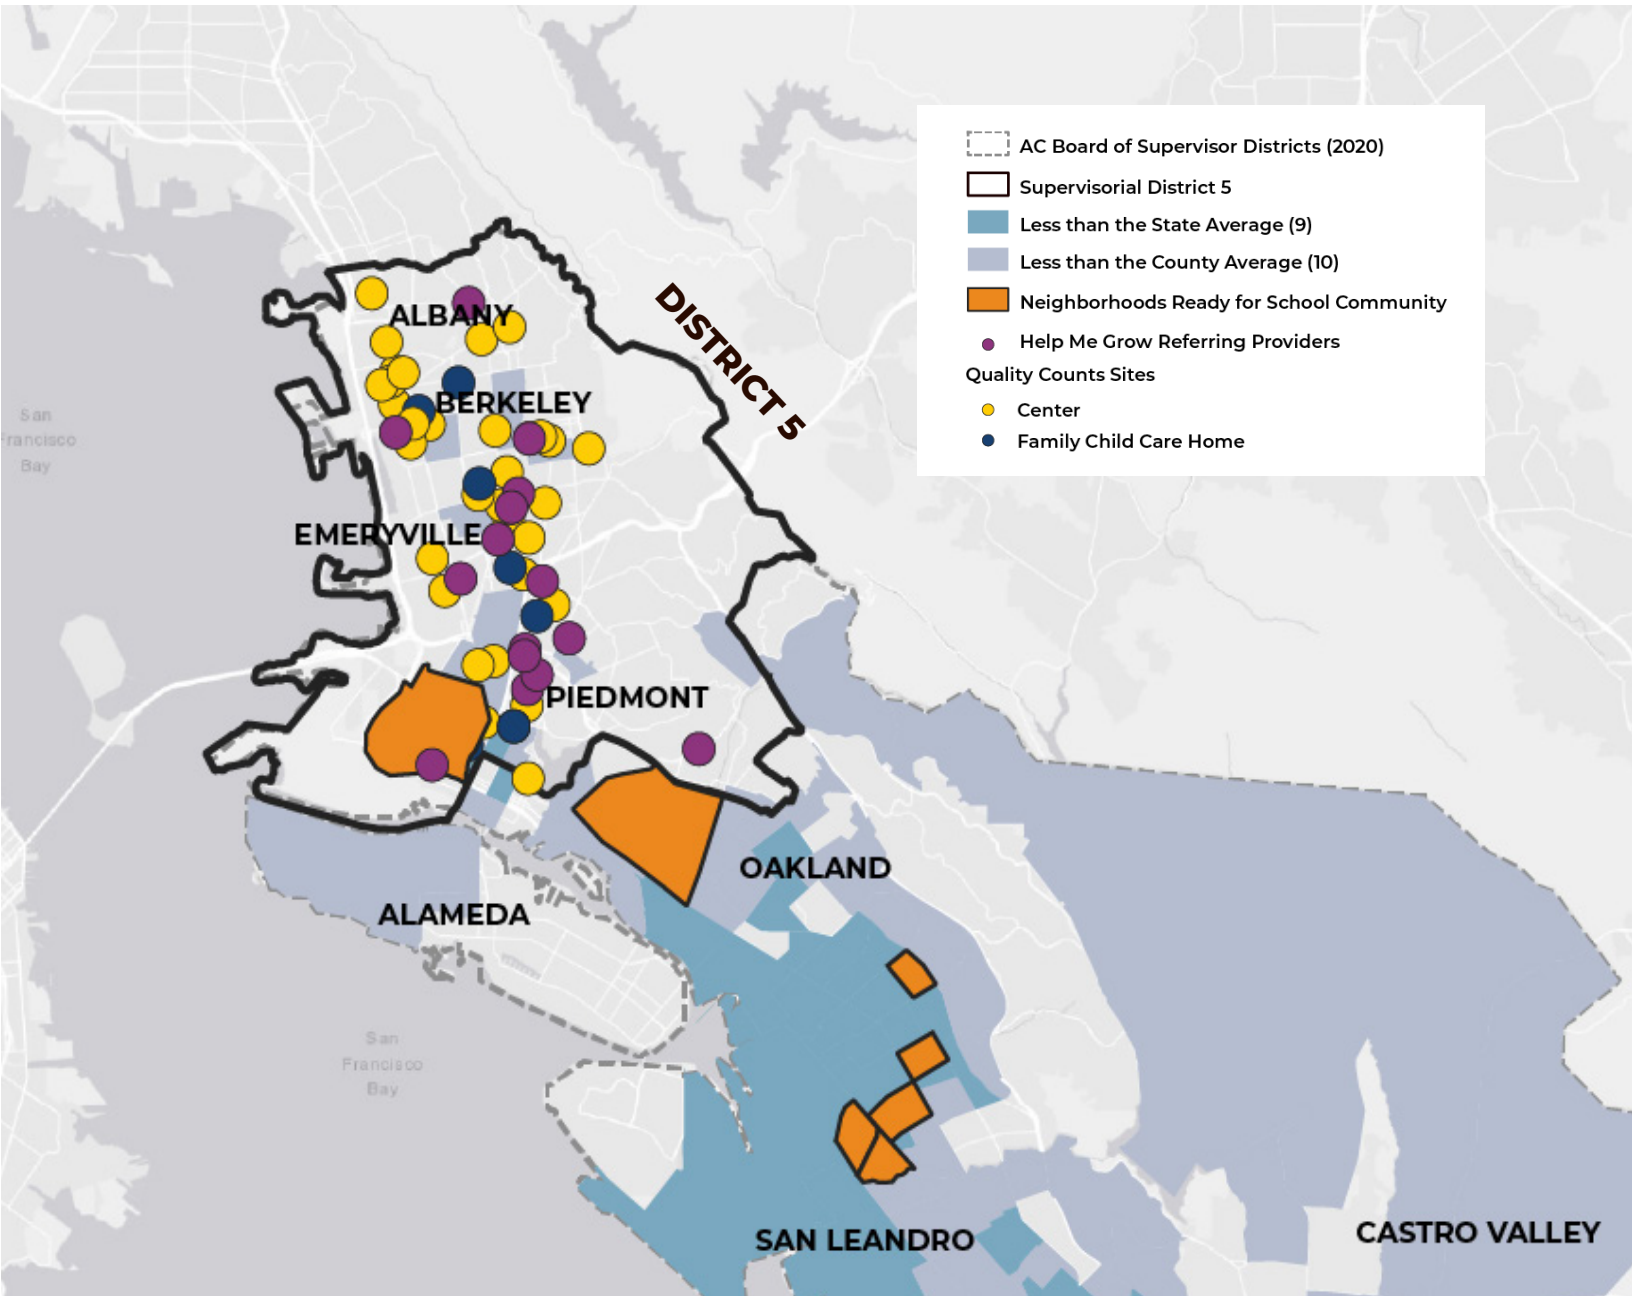 AC Board of Supervisor Districts (2020)
Supervisorial District 5
Less than the State Average (9)
Less than the County Average (10)
Neighborhoods Ready for School Community
Help Me Grow Referring Providers
Quality Counts Sites
Center
Family Child Care Home
DISTRICT 5
ALBANY
BERKELEY
San
Francisco
Bay
EMERYVILLE
PIEDMONT
OAKLAND
ALAMEDA
San
Francisco
Bay
SAN LEANDRO
CASTRO VALLEY